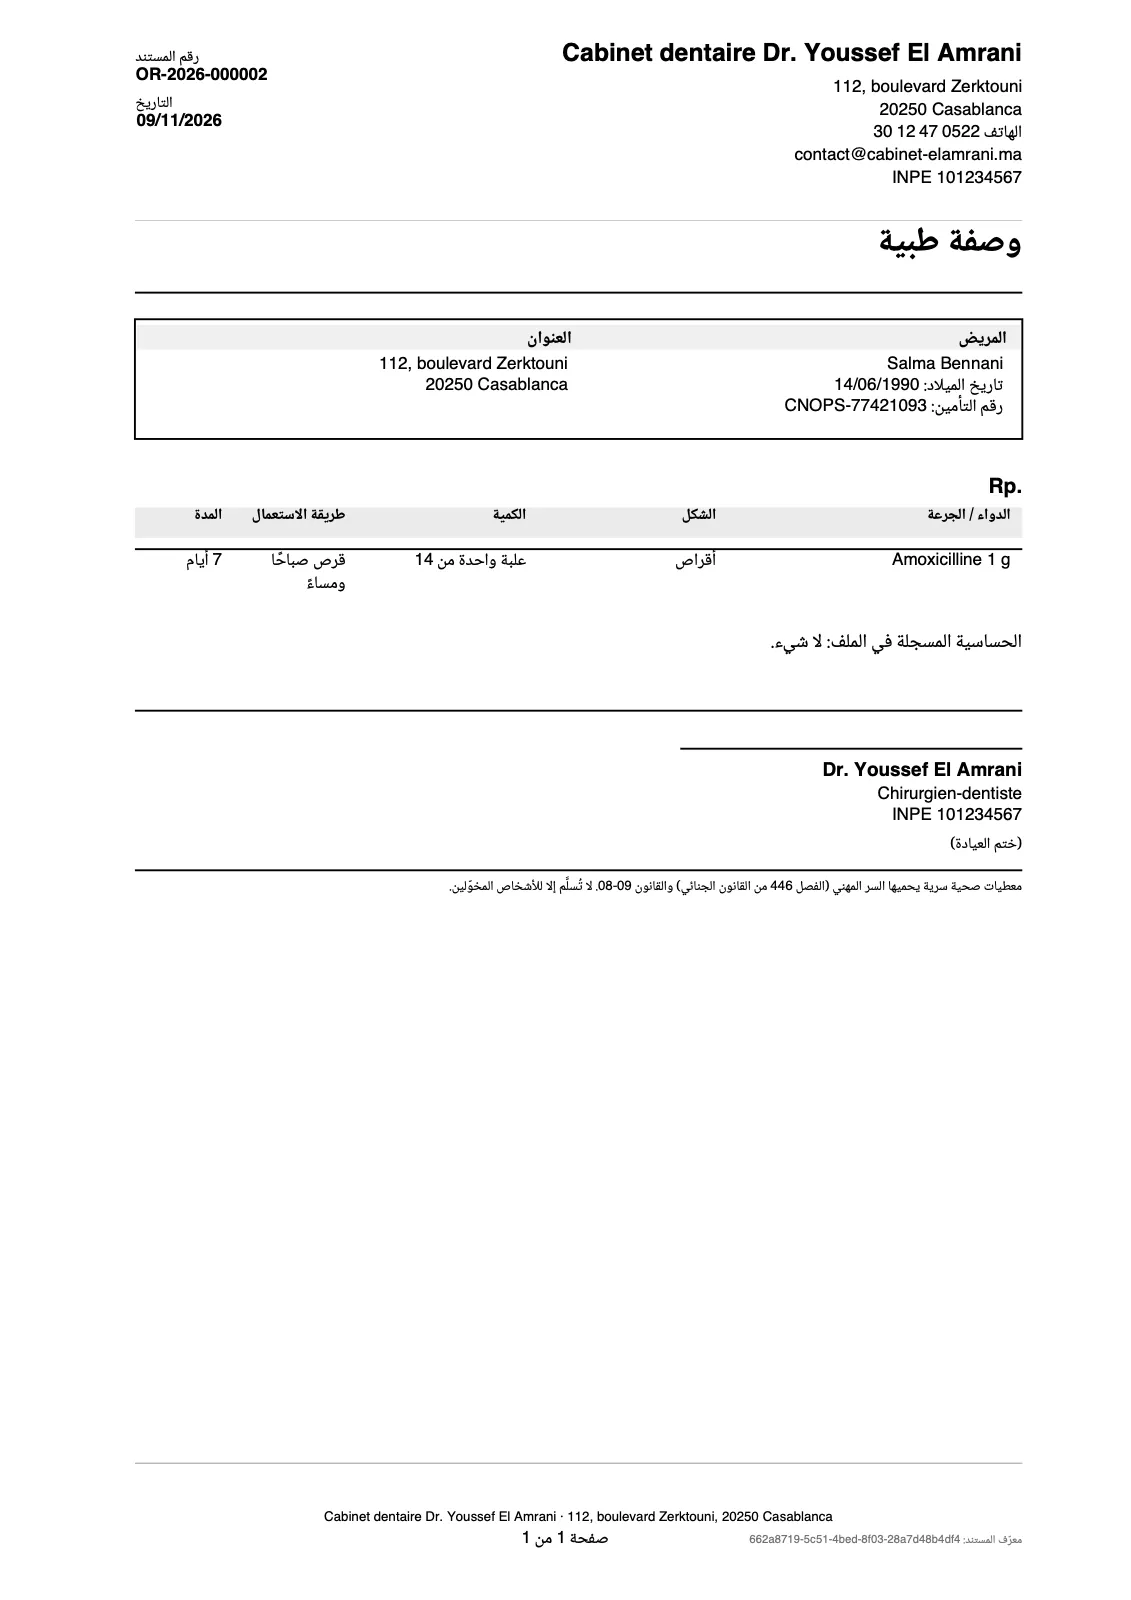 Cabinet dentaire Dr. Youssef El Amrani
112, boulevard Zerktouni
20250 Casablanca
الهاتف 0522 47 12 30
contact@cabinet-elamrani.ma
INPE 101234567
رقم المستند
OR-2026-000002
التاريخ
09/11/2026
وصفة طبية
المريض العنوان
Salma Bennani 112, boulevard Zerktouni
تاريخ الميلاد: 14/06/1990 20250 Casablanca
رقم التأمين: CNOPS-77421093
Rp.
الدواء / الجرعة الشكل الكمية طريقة الاستعمال المدة
Amoxicilline 1 g أقراص علبة واحدة من 14 قرص صباحًا 7 أيام
ومساءً
الحساسية المسجلة في الملف: لا شيء.
Dr. Youssef El Amrani
Chirurgien-dentiste
INPE 101234567
(ختم العيادة)
معطيات صحية سرية يحميها السر المهني (الفصل 446 من القانون الجنائي) والقانون 09-08. لا تُسلَّم إلا للأشخاص المخوّلين.
Cabinet dentaire Dr. Youssef El Amrani · 112, boulevard Zerktouni, 20250 Casablanca
صفحة 1 من 1
معرّف المستند: 662a8719-5c51-4bed-8f03-28a7d48b4df4